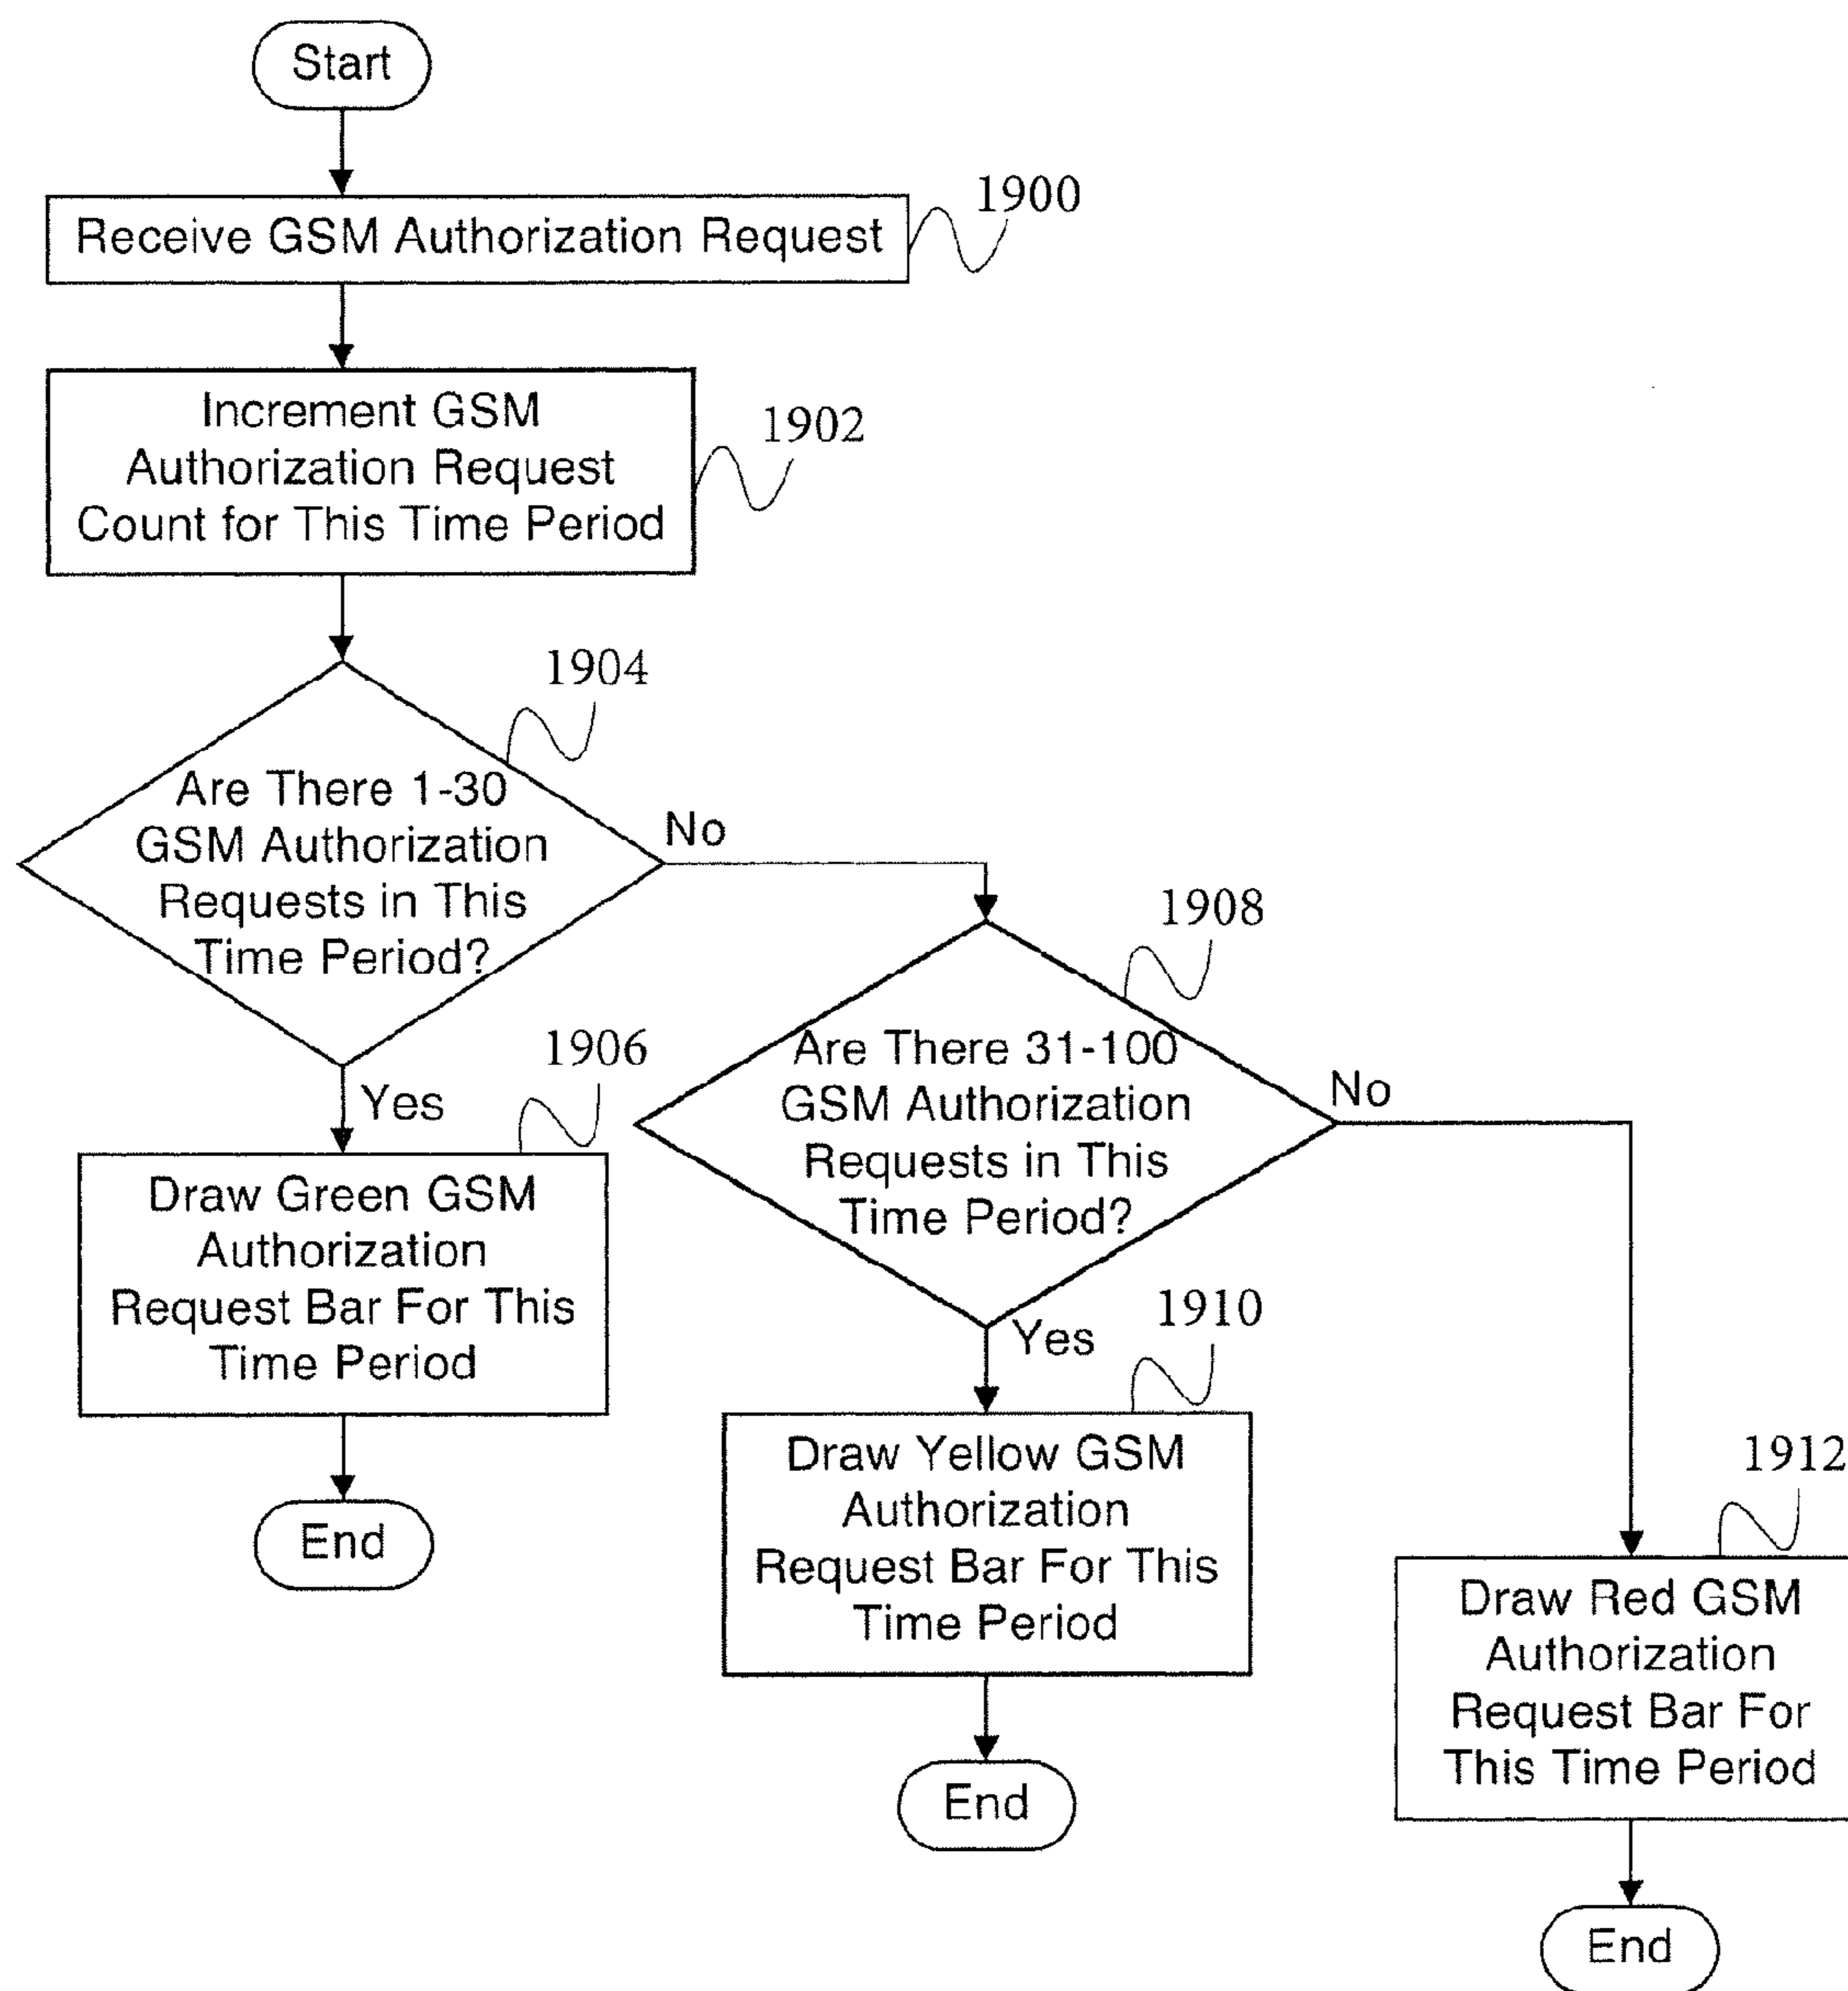 Start
Receive GSM Authorization Request
1900
Increment GSM
Authorization Request
Count for This Time Period
1902
1904
Are There 1-30
GSM Authorization
Requests in This
Time Period?
No
Yes
1906
Draw Green GSM
Authorization
Request Bar For This
Time Period
End
1908
Are There 31-100
GSM Authorization
Requests in This
Time Period?
No
Yes
1910
Draw Yellow GSM
Authorization
Request Bar For This
Time Period
End
1912
Draw Red GSM
Authorization
Request Bar For
This Time Period
End